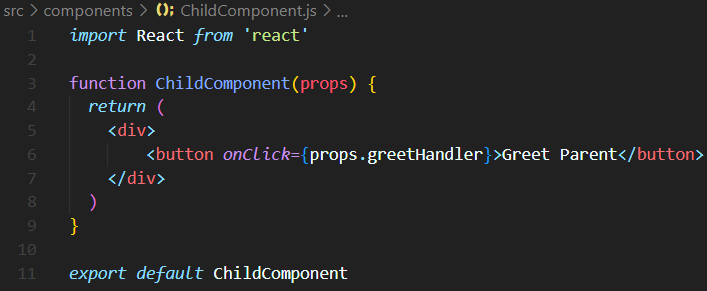 src > components > ChildComponent.js > ...
1 import React from 'react'
2
3 function ChildComponent(props) {
4   return (
5     <div>
6         <button onClick={props.greetHandler}>Greet Parent</button>
7     </div>
8   )
9 }
10
11 export default ChildComponent